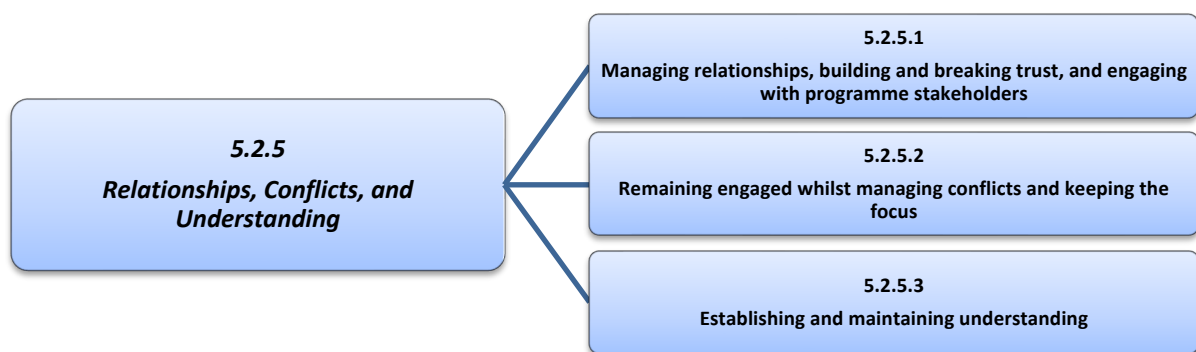 5.2.5
Relationships, Conflicts, and
Understanding
5.2.5.1
Managing relationships, building and breaking trust, and engaging
with programme stakeholders
5.2.5.2
Remaining engaged whilst managing conflicts and keeping the
focus
5.2.5.3
Establishing and maintaining understanding